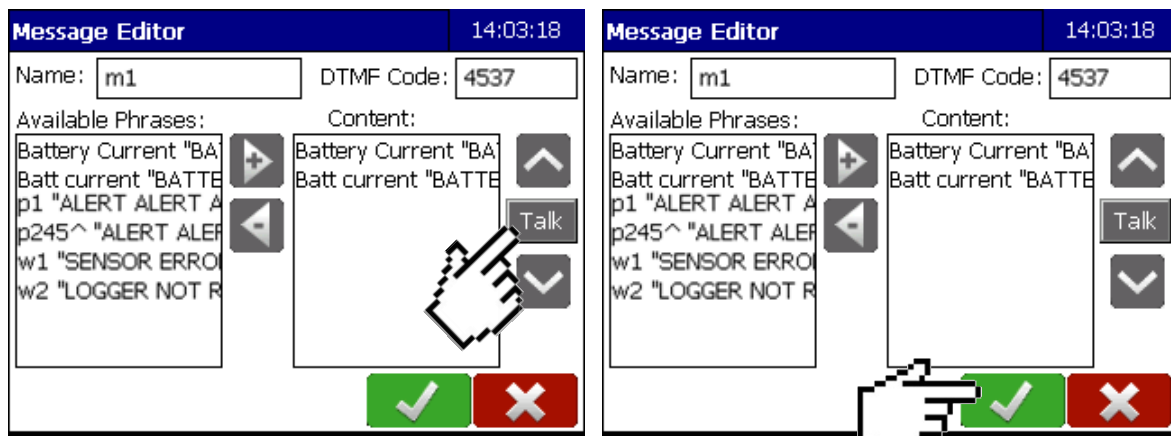 Message Editor 14:03:18
Name: m1 DTMF Code: 4537
Available Phrases: Content:
Battery Current "BA
Batt current "BATTE
p1 "ALERT ALERT A
p245^ "ALERT ALER
w1 "SENSOR ERRO
w2 "LOGGER NOT R
Battery Current "BA
Batt current "BATTE
Talk
Message Editor 14:03:18
Name: m1 DTMF Code: 4537
Available Phrases: Content:
Battery Current "BA
Batt current "BATTE
p1 "ALERT ALERT A
p245^ "ALERT ALER
w1 "SENSOR ERRO
w2 "LOGGER NOT R
Battery Current "BA
Batt current "BATTE
Talk